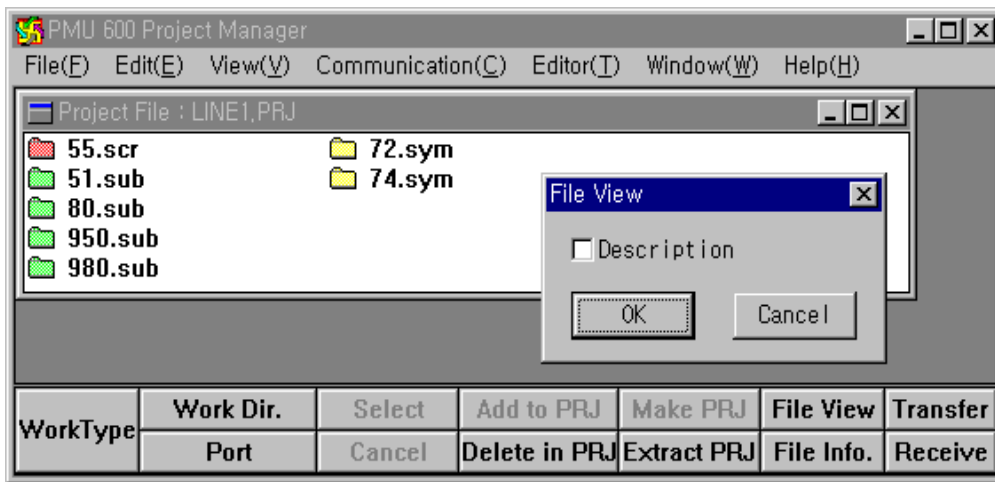 PMU 600 Project Manager
File(F) Edit(E) View(V) Communication(C) Editor(T) Window(W) Help(H)
Project File : LINE1,PRJ
55.scr
51.sub
80.sub
950.sub
980.sub
72.sym
74.sym
File View
Description
OK Cancel
WorkType
Work Dir. Select Add to PRJ Make PRJ File View Transfer
Port Cancel Delete in PRJ Extract PRJ File Info. Receive